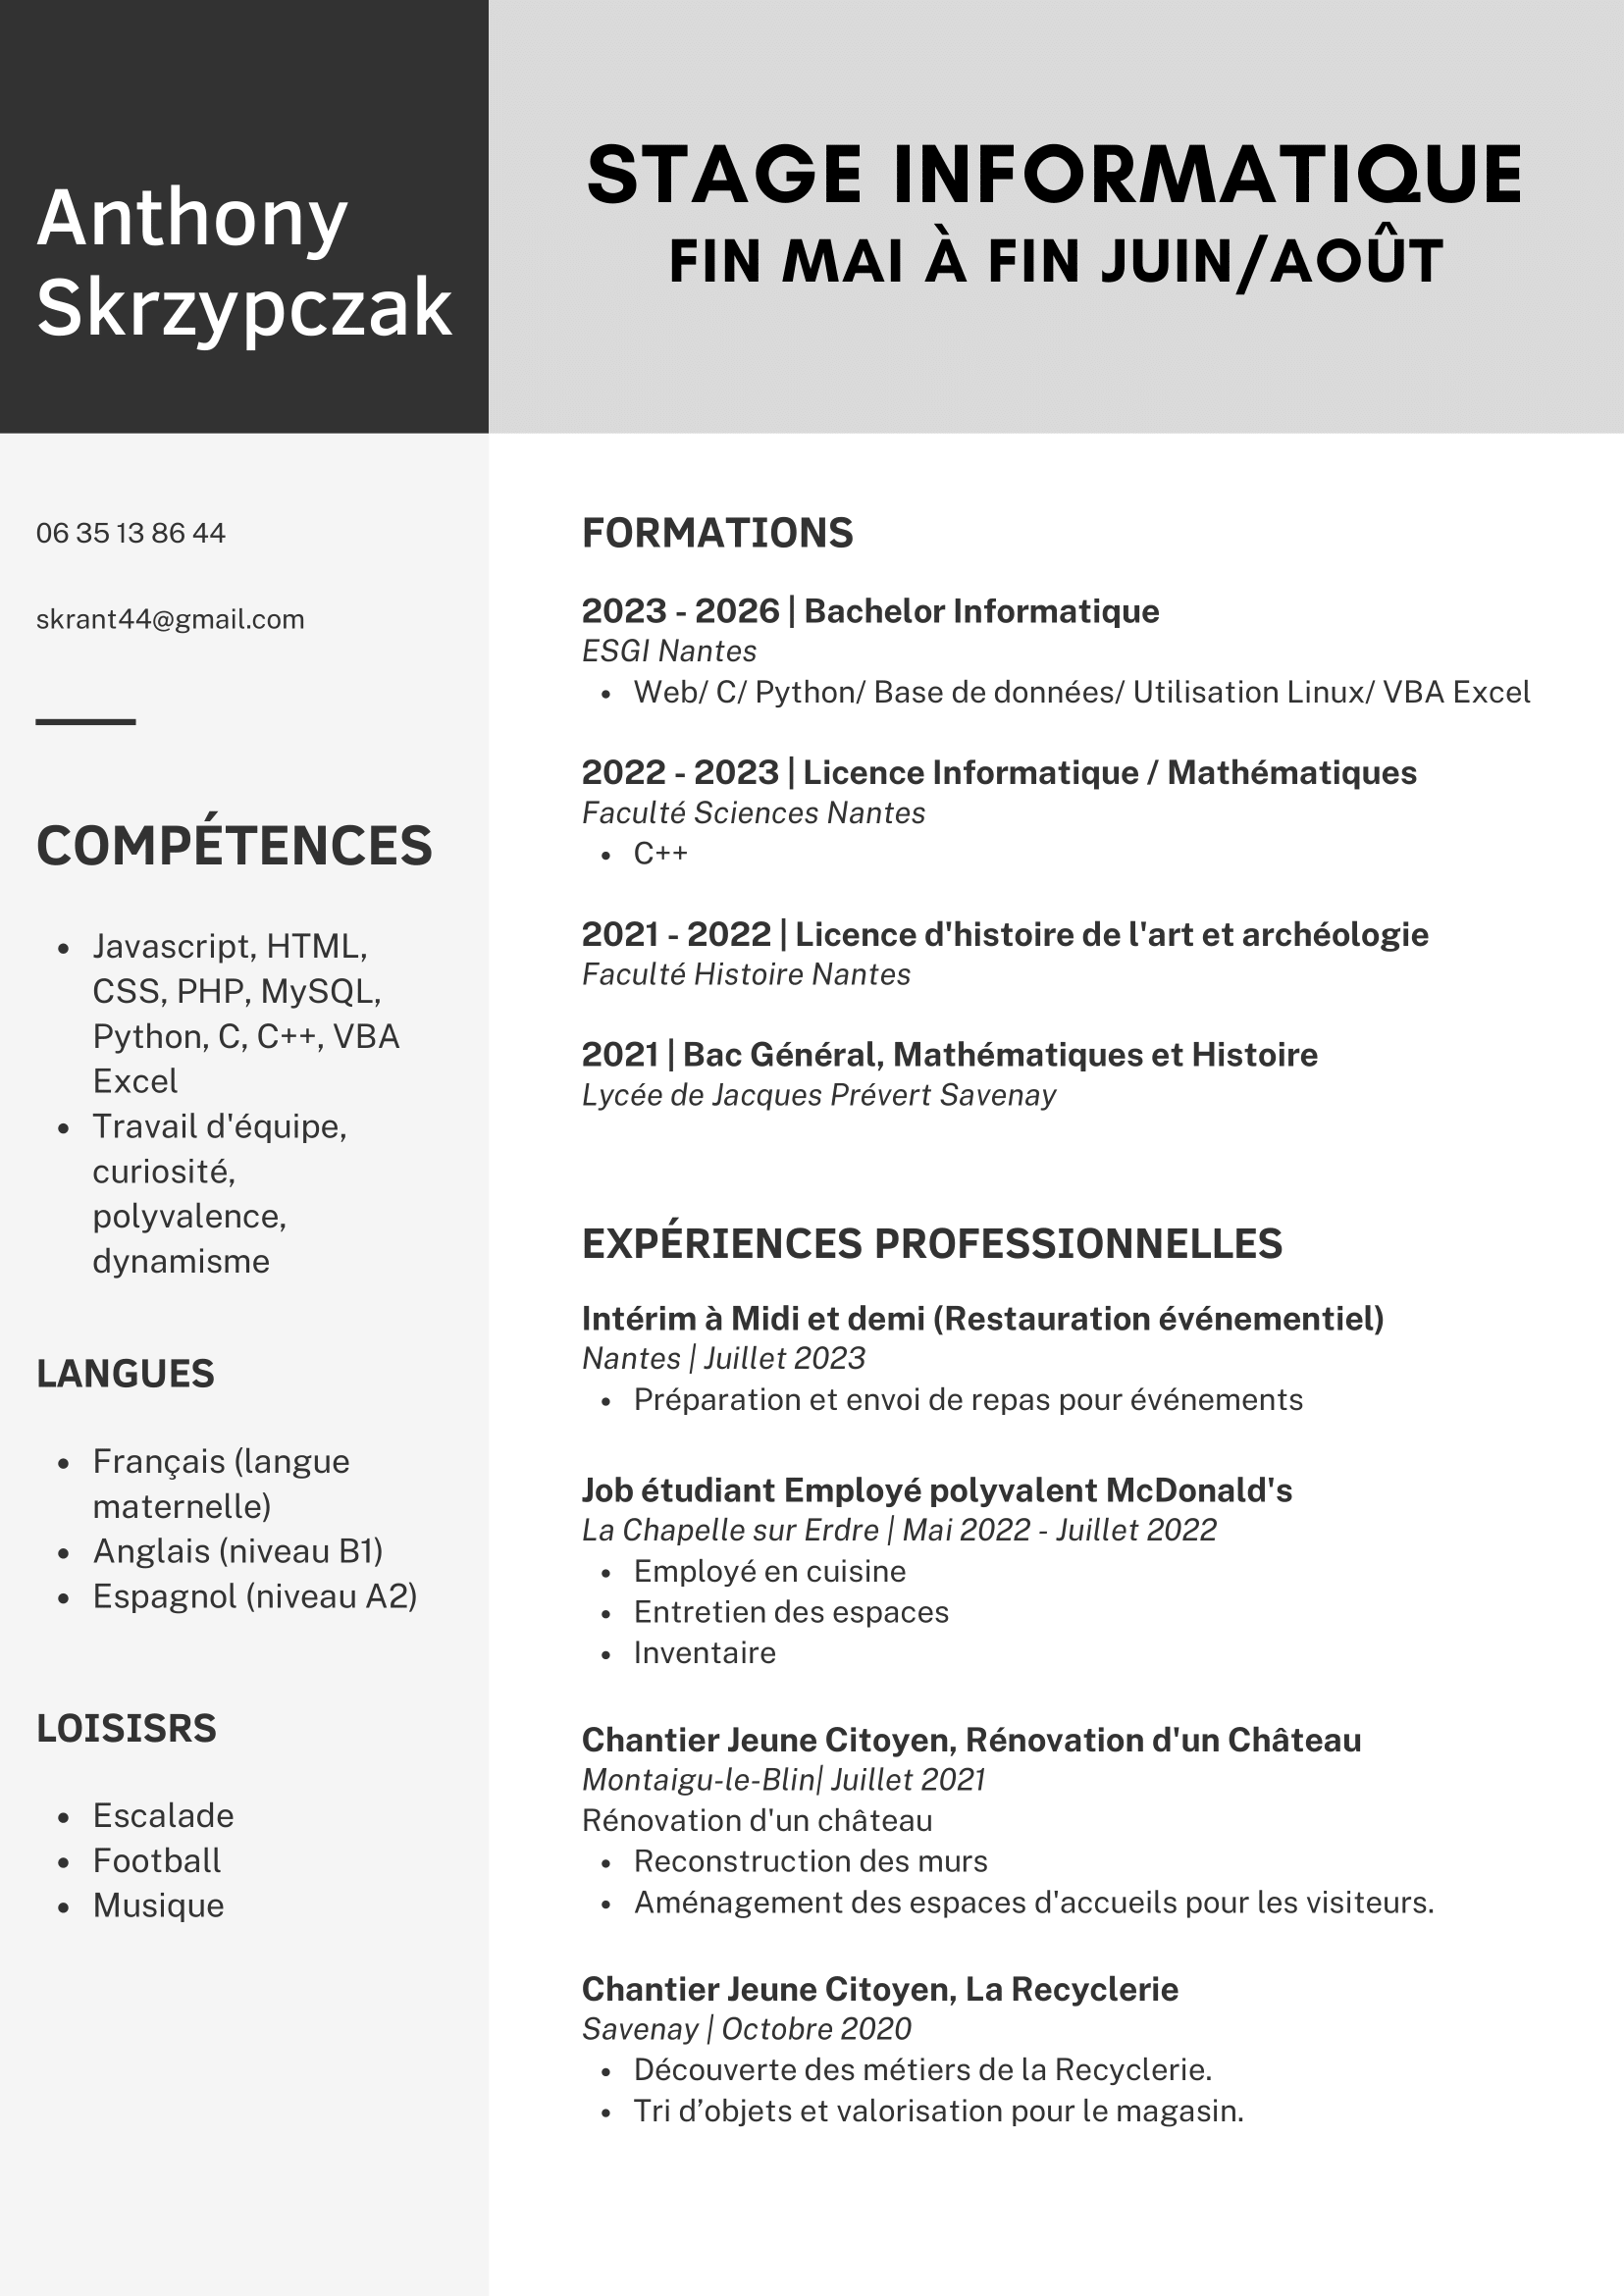 Anthony
Skrzypczak
STAGE INFORMATIQUE
FIN MAI À FIN JUIN/AOÛT
06 35 13 86 44
skrant44@gmail.com
COMPÉTENCES
• Javascript, HTML,
CSS, PHP, MySQL,
Python, C, C++, VBA
Excel
• Travail d'équipe,
curiosité,
polyvalence,
dynamisme
LANGUES
• Français (langue
maternelle)
• Anglais (niveau B1)
• Espagnol (niveau A2)
LOISISRS
• Escalade
• Football
• Musique
FORMATIONS
2023 - 2026 | Bachelor Informatique
ESGI Nantes
• Web/ C/ Python/ Base de données/ Utilisation Linux/ VBA Excel
2022 - 2023 | Licence Informatique / Mathématiques
Faculté Sciences Nantes
• C++
2021 - 2022 | Licence d'histoire de l'art et archéologie
Faculté Histoire Nantes
2021 | Bac Général, Mathématiques et Histoire
Lycée de Jacques Prévert Savenay
EXPÉRIENCES PROFESSIONNELLES
Intérim à Midi et demi (Restauration événementiel)
Nantes | Juillet 2023
• Préparation et envoi de repas pour événements
Job étudiant Employé polyvalent McDonald's
La Chapelle sur Erdre | Mai 2022 - Juillet 2022
• Employé en cuisine
• Entretien des espaces
• Inventaire
Chantier Jeune Citoyen, Rénovation d'un Château
Montaigu-le-Blin| Juillet 2021
Rénovation d'un château
• Reconstruction des murs
• Aménagement des espaces d'accueils pour les visiteurs.
Chantier Jeune Citoyen, La Recyclerie
Savenay | Octobre 2020
• Découverte des métiers de la Recyclerie.
• Tri d’objets et valorisation pour le magasin.